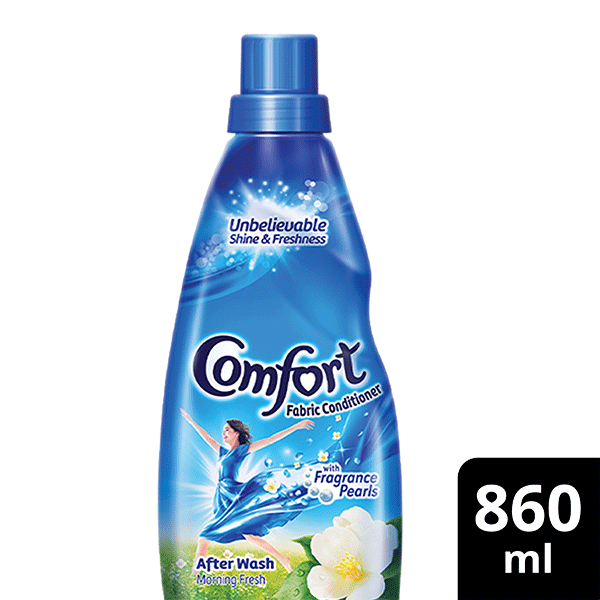 Unbelievable
Shine & Freshness
Comfort
Fabric Conditioner
with
Fragrance
Pearls
After Wash
Morning Fresh
860
ml